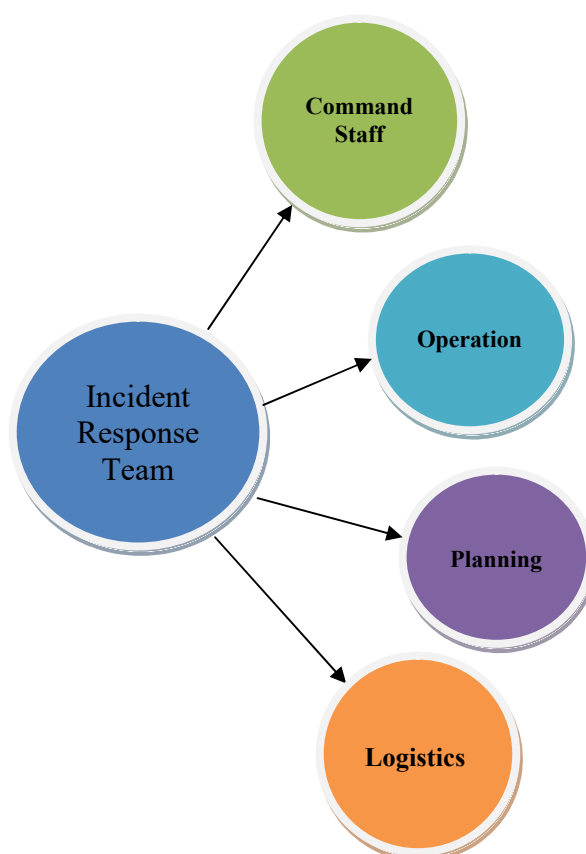 Command
Staff
Operation
Incident
Response
Team
Planning
Logistics